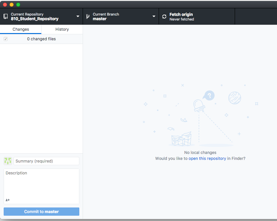 Current Repository
810_Student_Repository
Current Branch
master
Fetch origin
Never fetched
Changes
History
0 changed files
No local changes
Would you like to open this repository in Finder?
Summary (required)
Description
Commit to master